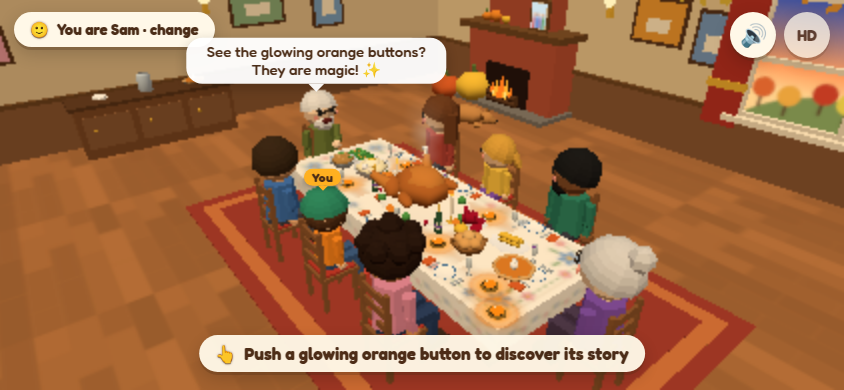 You are Sam · change
See the glowing orange buttons?
They are magic! ✨
HD
You
Push a glowing orange button to discover its story